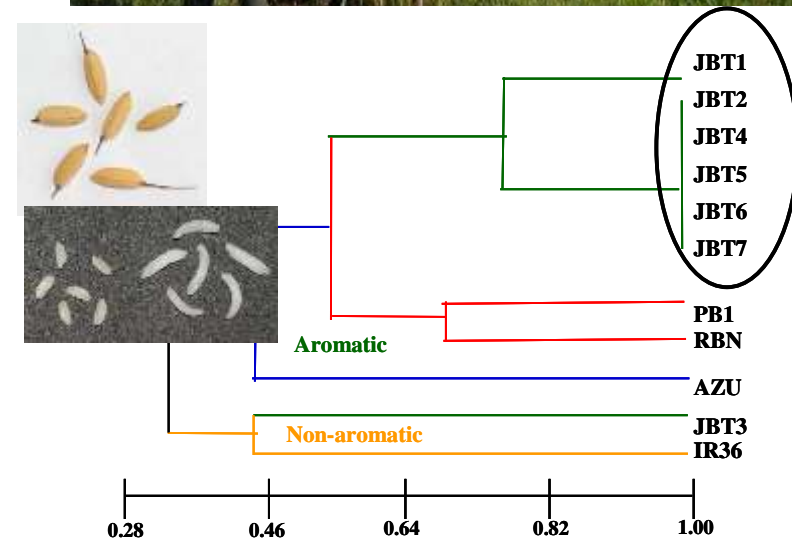 JBT1
JBT2
JBT4
JBT5
JBT6
JBT7
PB1
RBN
Aromatic
AZU
JBT3
Non-aromatic
IR36
0.28 0.46 0.64 0.82 1.00